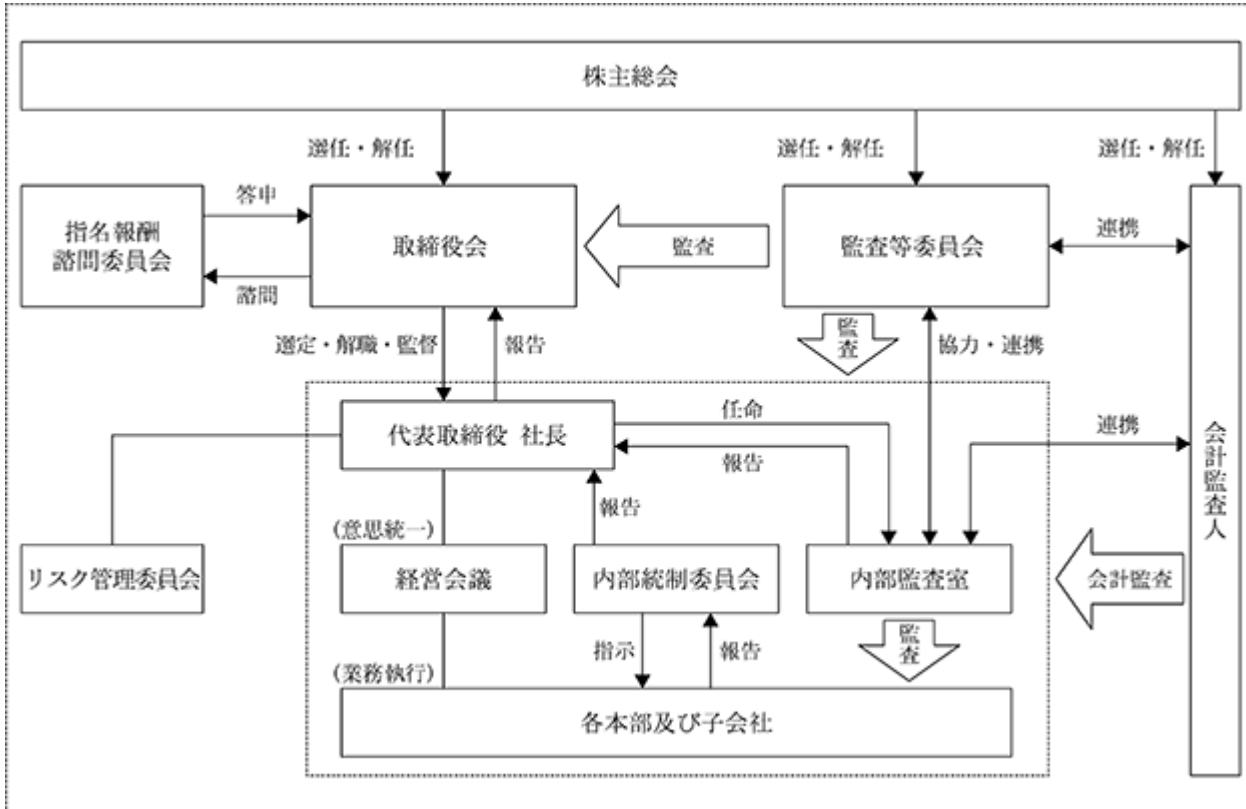 株主総会
選任・解任
選任・解任
選任・解任
答申
指名報酬
諮問委員会
取締役会
監査
監査等委員会
連携
諮問
選定・解職・監督
報告
監査
協力・連携
代表取締役 社長
任命
報告
連携
会計監査人
報告
(意思統一)
リスク管理委員会
経営会議
内部統制委員会
内部監査室
会計監査
指示
報告
監査
(業務執行)
各本部及び子会社